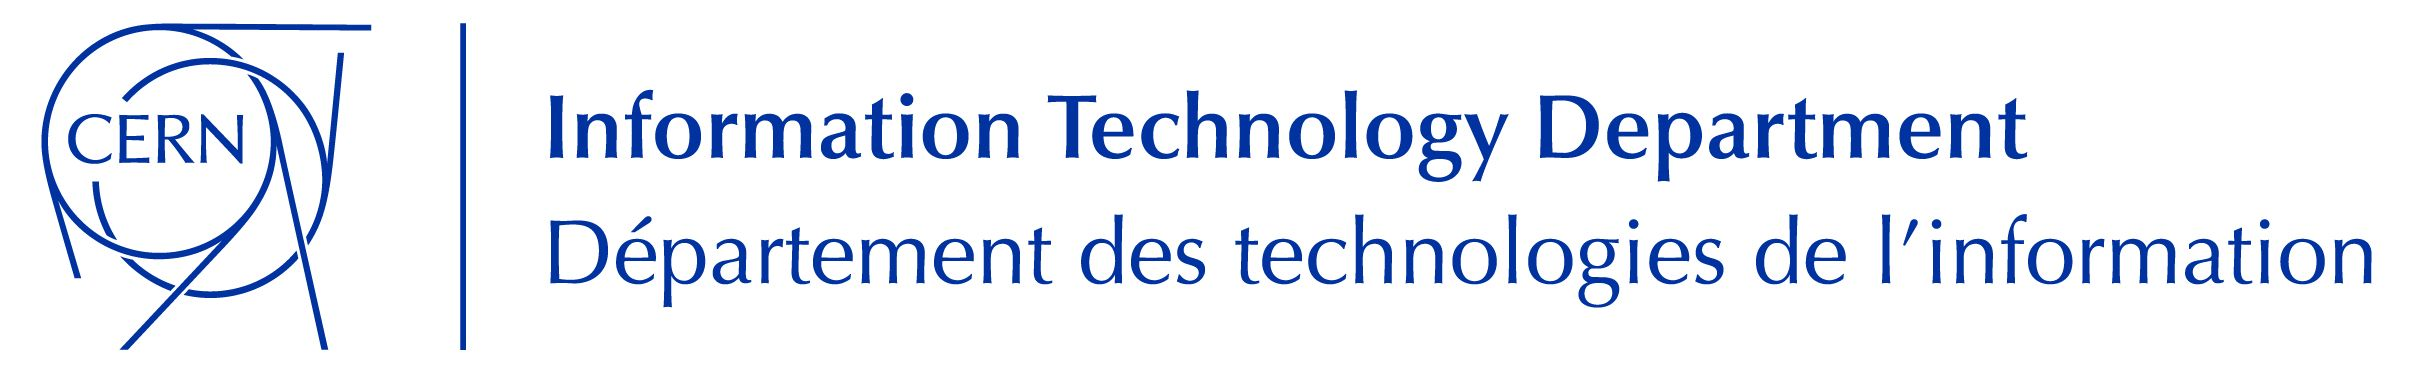 CERN
Information Technology Department
Département des technologies de l’information